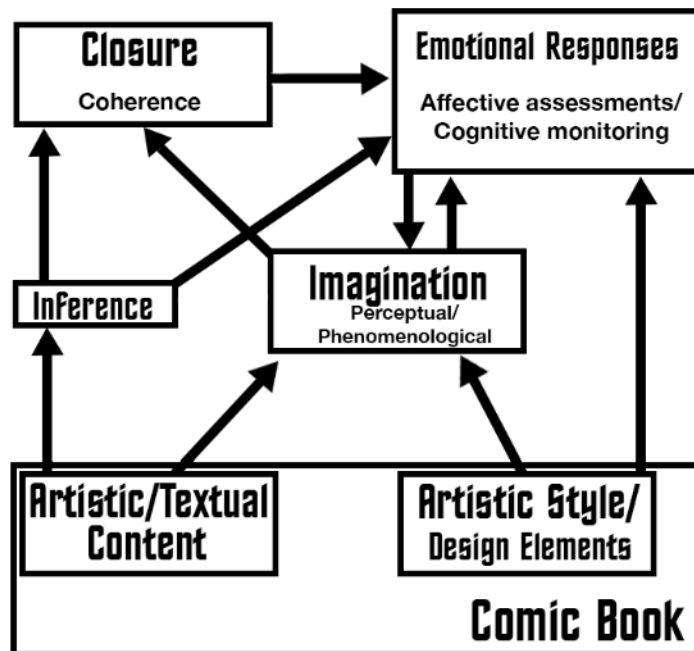 Closure
Coherence
Emotional Responses
Affective assessments/
Cognitive monitoring
Inference
Imagination
Perceptual/
Phenomenological
Artistic/Textual
Content
Artistic Style/
Design Elements
Comic Book